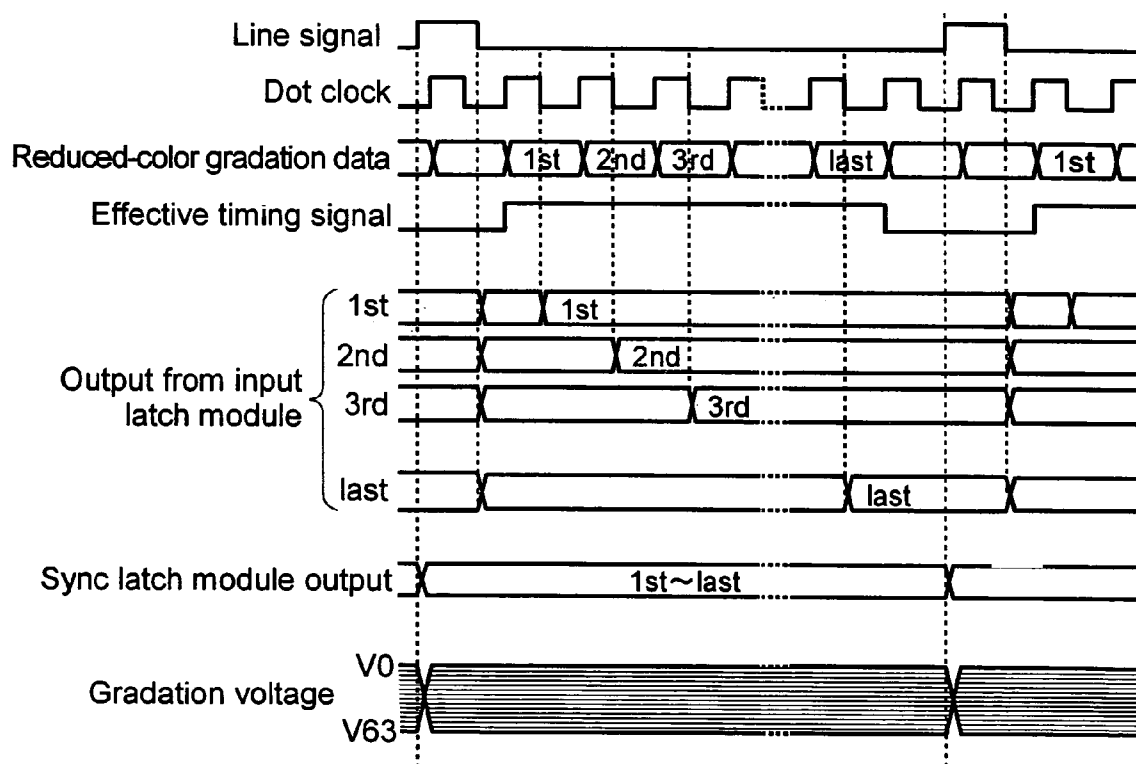 Line signal
Dot clock
Reduced-color gradation data
1st 2nd 3rd last 1st
Effective timing signal
Output from input
latch module
1st 1st
2nd 2nd
3rd 3rd
last last
Sync latch module output 1st~last
Gradation voltage
V0
V63